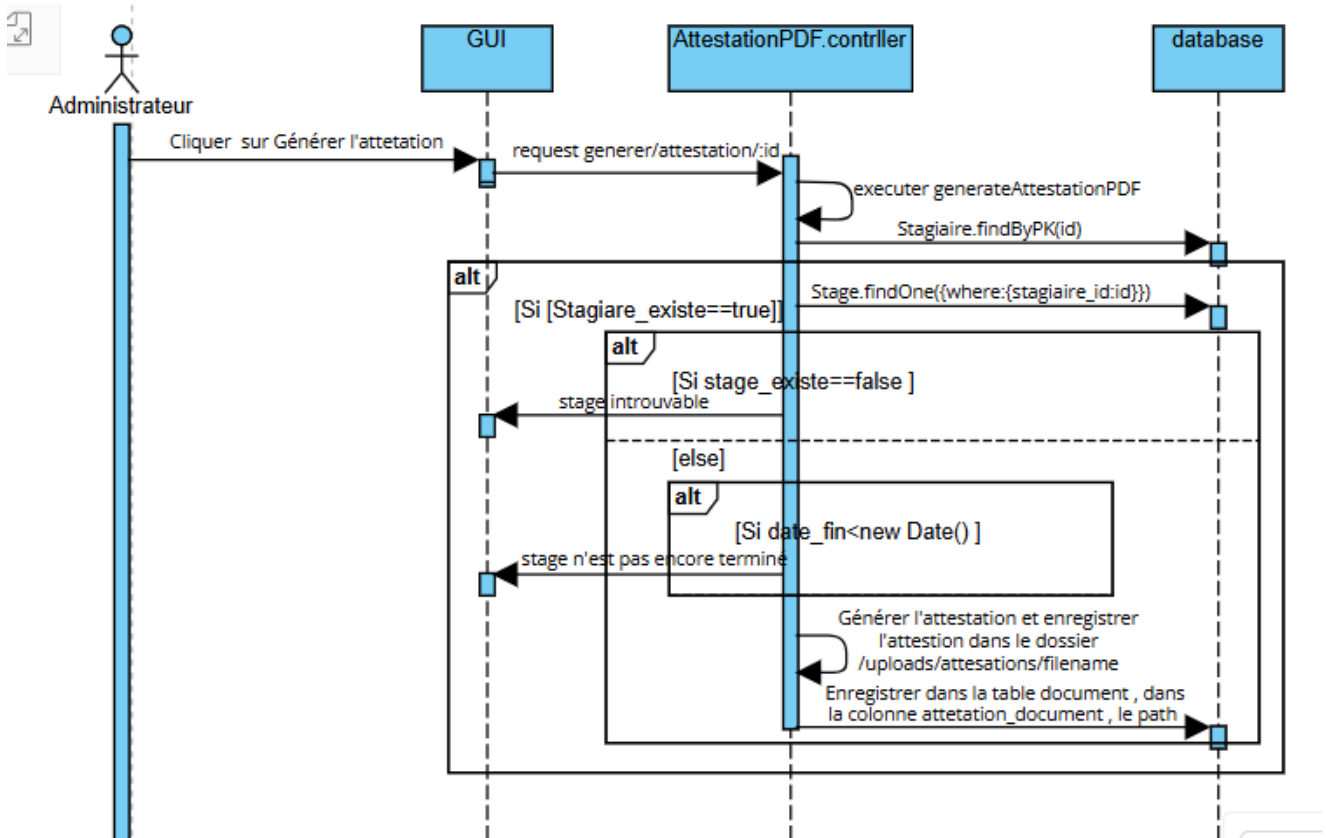 GUI
AttestationPDF.contrller
database
Administrateur
Cliquer sur Générer l'attetation
request generer/attestation/:id
executer generateAttestationPDF
Stagiaire.findByPK(id)
alt
Stage.findOne({where:{stagiaire_id:id}})
[Si [Stagiare_existe==true]]
alt
[Si stage_existe==false ]
stage introuvable
[else]
alt
[Si date_fin<new Date() ]
stage n'est pas encore terminé
Générer l'attestation et enregistrer
l'attestion dans le dossier
/uploads/attesations/filename
Enregistrer dans la table document , dans
la colonne attetation_document , le path